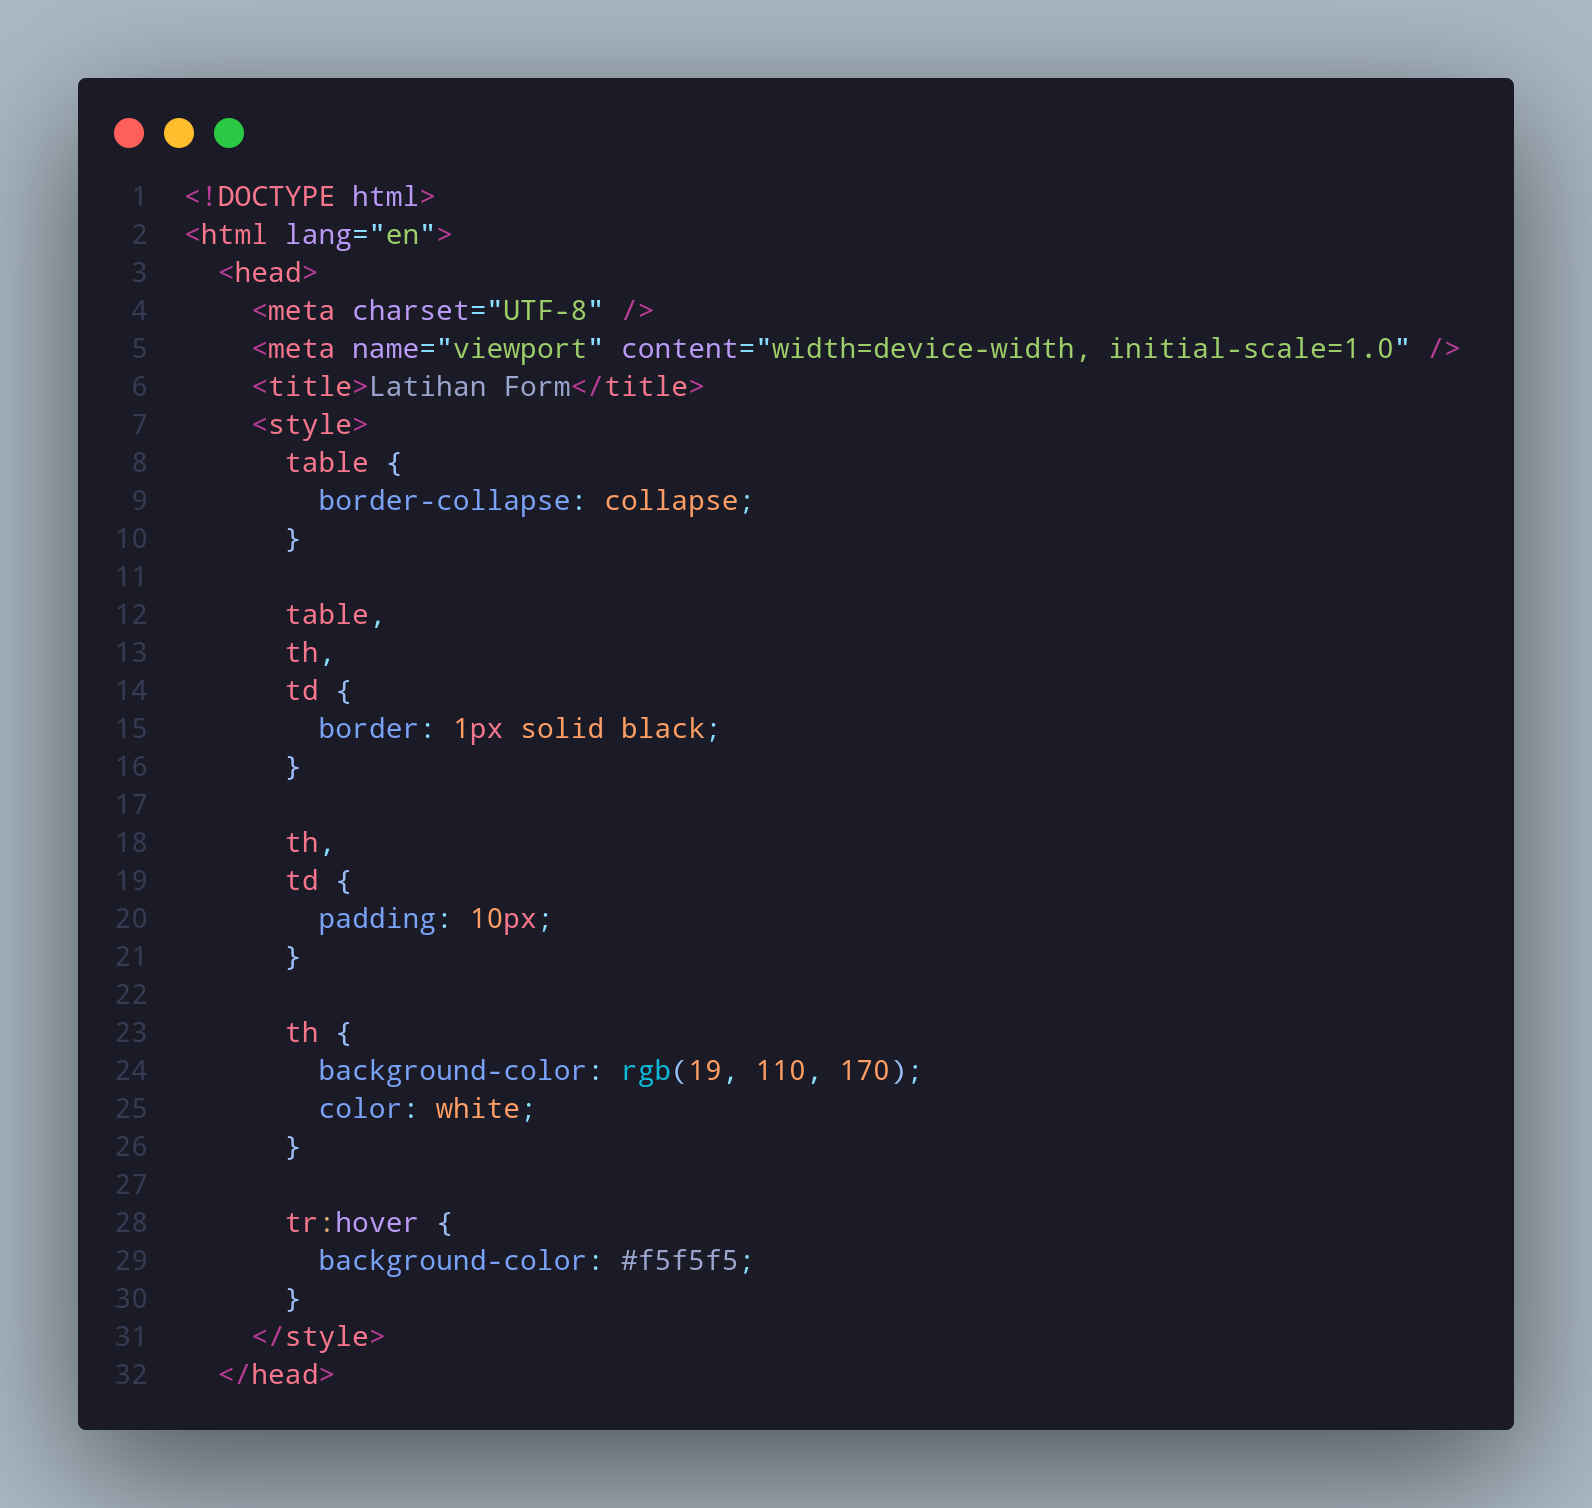 1 <!DOCTYPE html>
2 <html lang="en">
3   <head>
4     <meta charset="UTF-8" />
5     <meta name="viewport" content="width=device-width, initial-scale=1.0" />
6     <title>Latihan Form</title>
7     <style>
8       table {
9         border-collapse: collapse;
10       }
11
12       table,
13       th,
14       td {
15         border: 1px solid black;
16       }
17
18       th,
19       td {
20         padding: 10px;
21       }
22
23       th {
24         background-color: rgb(19, 110, 170);
25         color: white;
26       }
27
28       tr:hover {
29         background-color: #f5f5f5;
30       }
31     </style>
32   </head>